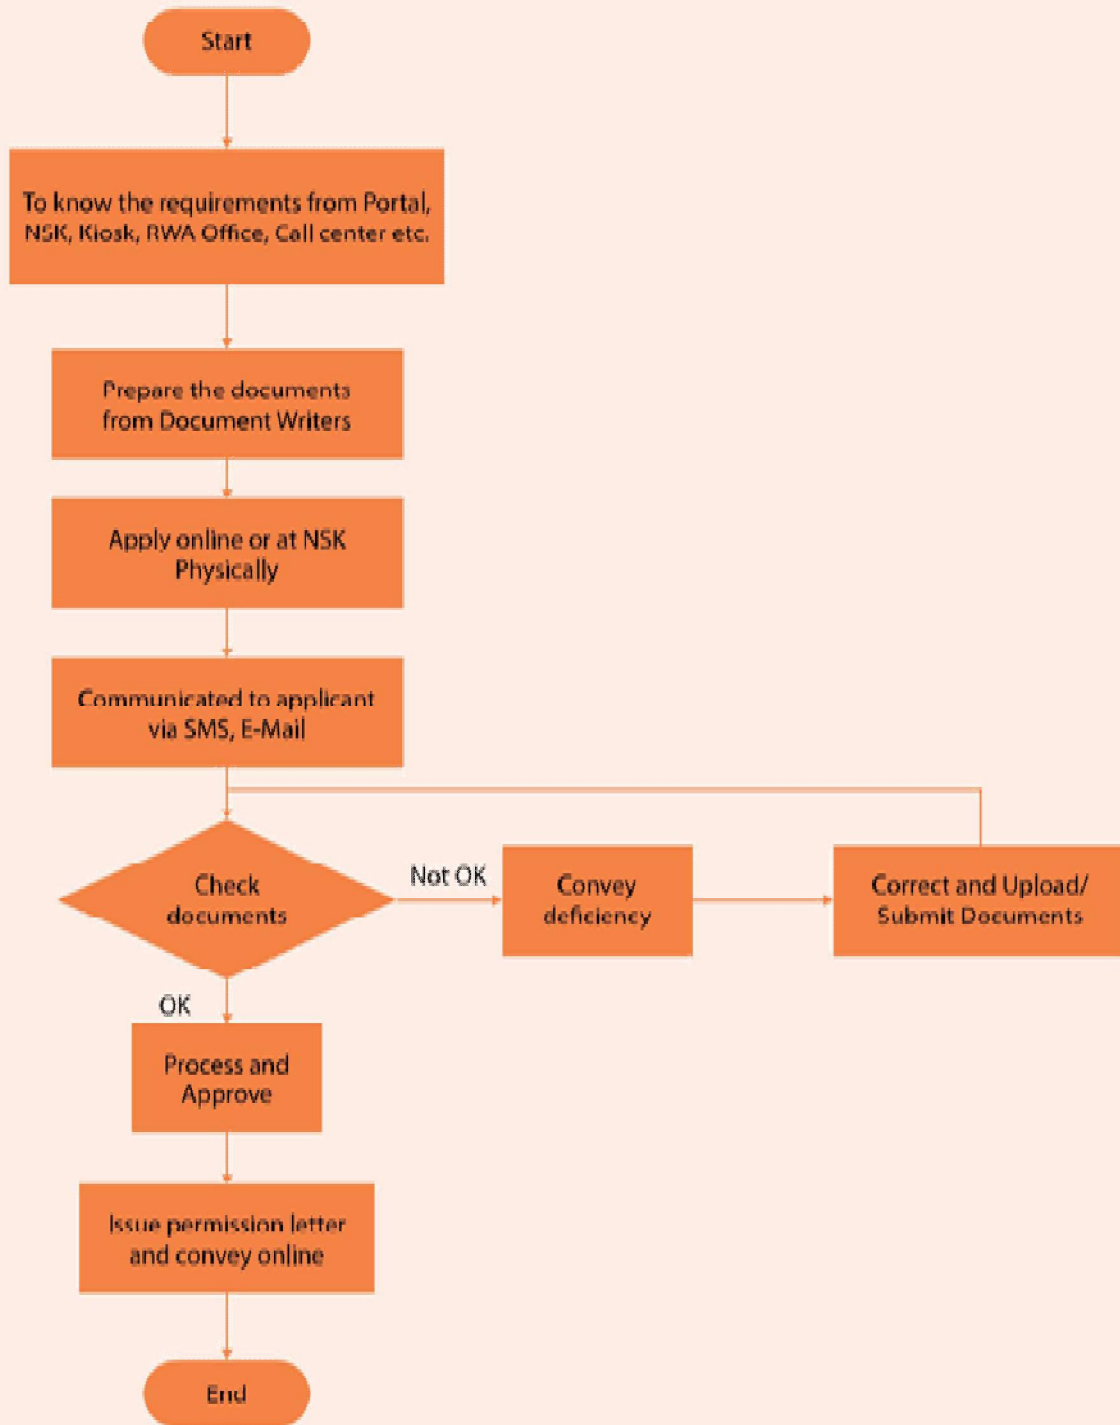 Start
To know the requirements from Portal,
NSK, Kiosk, RWA Office, Call center etc.
Prepare the documents
from Document Writers
Apply online or at NSK
Physically
Communicated to applicant
via SMS, E-Mail
Check
documents
Not OK
Convey
deficiency
Correct and Upload/
Submit Documents
OK
Process and
Approve
Issue permission letter
and convey online
End